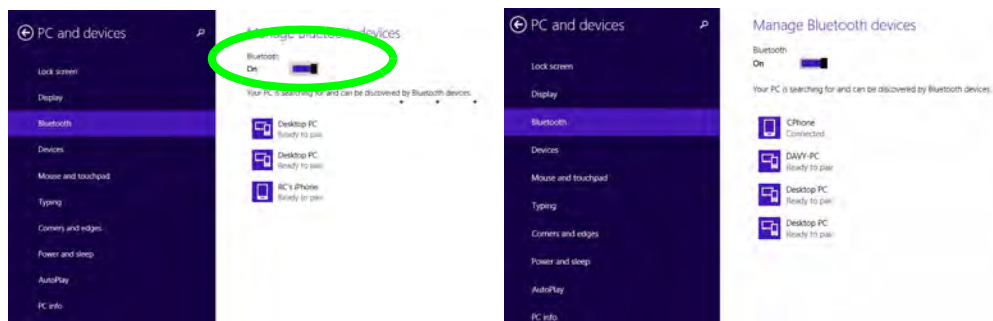 PC and devices
Lock screen
Display
Bluetooth
Devices
Mouse and touchpad
Typing
Corners and edges
Power and sleep
AutoPlay
PC info
Manage Bluetooth devices
Bluetooth
On
Your PC is searching for and can be discovered by Bluetooth devices.
Desktop PC
Ready to pair
Desktop PC
Ready to pair
RC's iPhone
Ready to pair
PC and devices
Lock screen
Display
Bluetooth
Devices
Mouse and touchpad
Typing
Corners and edges
Power and sleep
AutoPlay
PC info
Manage Bluetooth devices
Bluetooth
On
Your PC is searching for and can be discovered by Bluetooth devices.
CPhone
Connected
DAVY-PC
Ready to pair
Desktop PC
Ready to pair
Desktop PC
Ready to pair